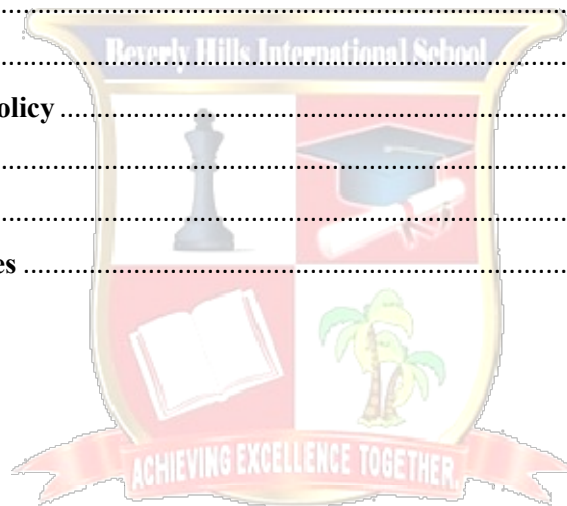 ................................................................
Beverly Hills International School
................................................................
olicy ................................................................
................................................................
................................................................
es ................................................................
ACHIEVING EXCELLENCE TOGETHER